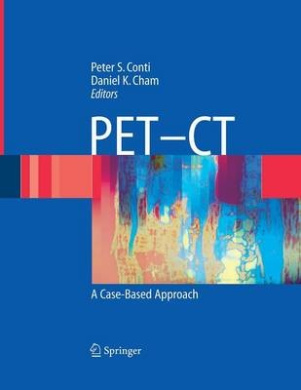 Peter S. Conti
Daniel K. Cham
Editors
PET–CT
A Case-Based Approach
Springer